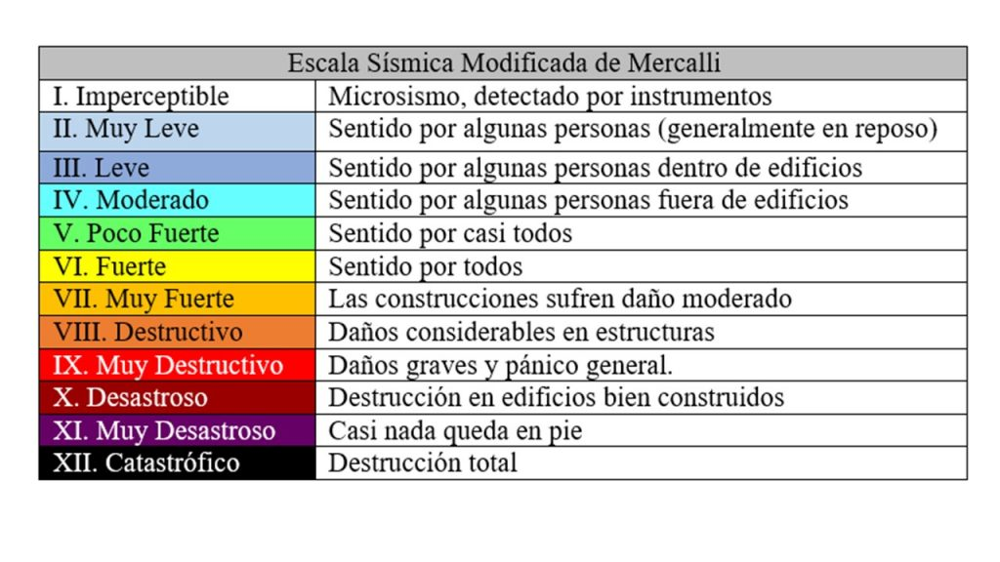 Escala Sísmica Modificada de Mercalli
I. Imperceptible Microsismo, detectado por instrumentos
II. Muy Leve Sentido por algunas personas (generalmente en reposo)
III. Leve Sentido por algunas personas dentro de edificios
IV. Moderado Sentido por algunas personas fuera de edificios
V. Poco Fuerte Sentido por casi todos
VI. Fuerte Sentido por todos
VII. Muy Fuerte Las construcciones sufren daño moderado
VIII. Destructivo Daños considerables en estructuras
IX. Muy Destructivo Daños graves y pánico general.
X. Desastroso Destrucción en edificios bien construidos
XI. Muy Desastroso Casi nada queda en pie
XII. Catastrófico Destrucción total